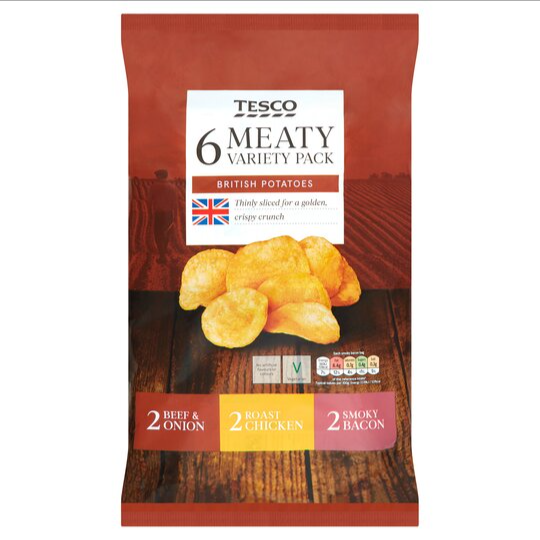 TESCO
6 MEATY
VARIETY PACK
BRITISH POTATOES
Thinly sliced for a golden,
crispy crunch
V
2 BEEF & ONION
2 ROAST CHICKEN
2 SMOKY BACON